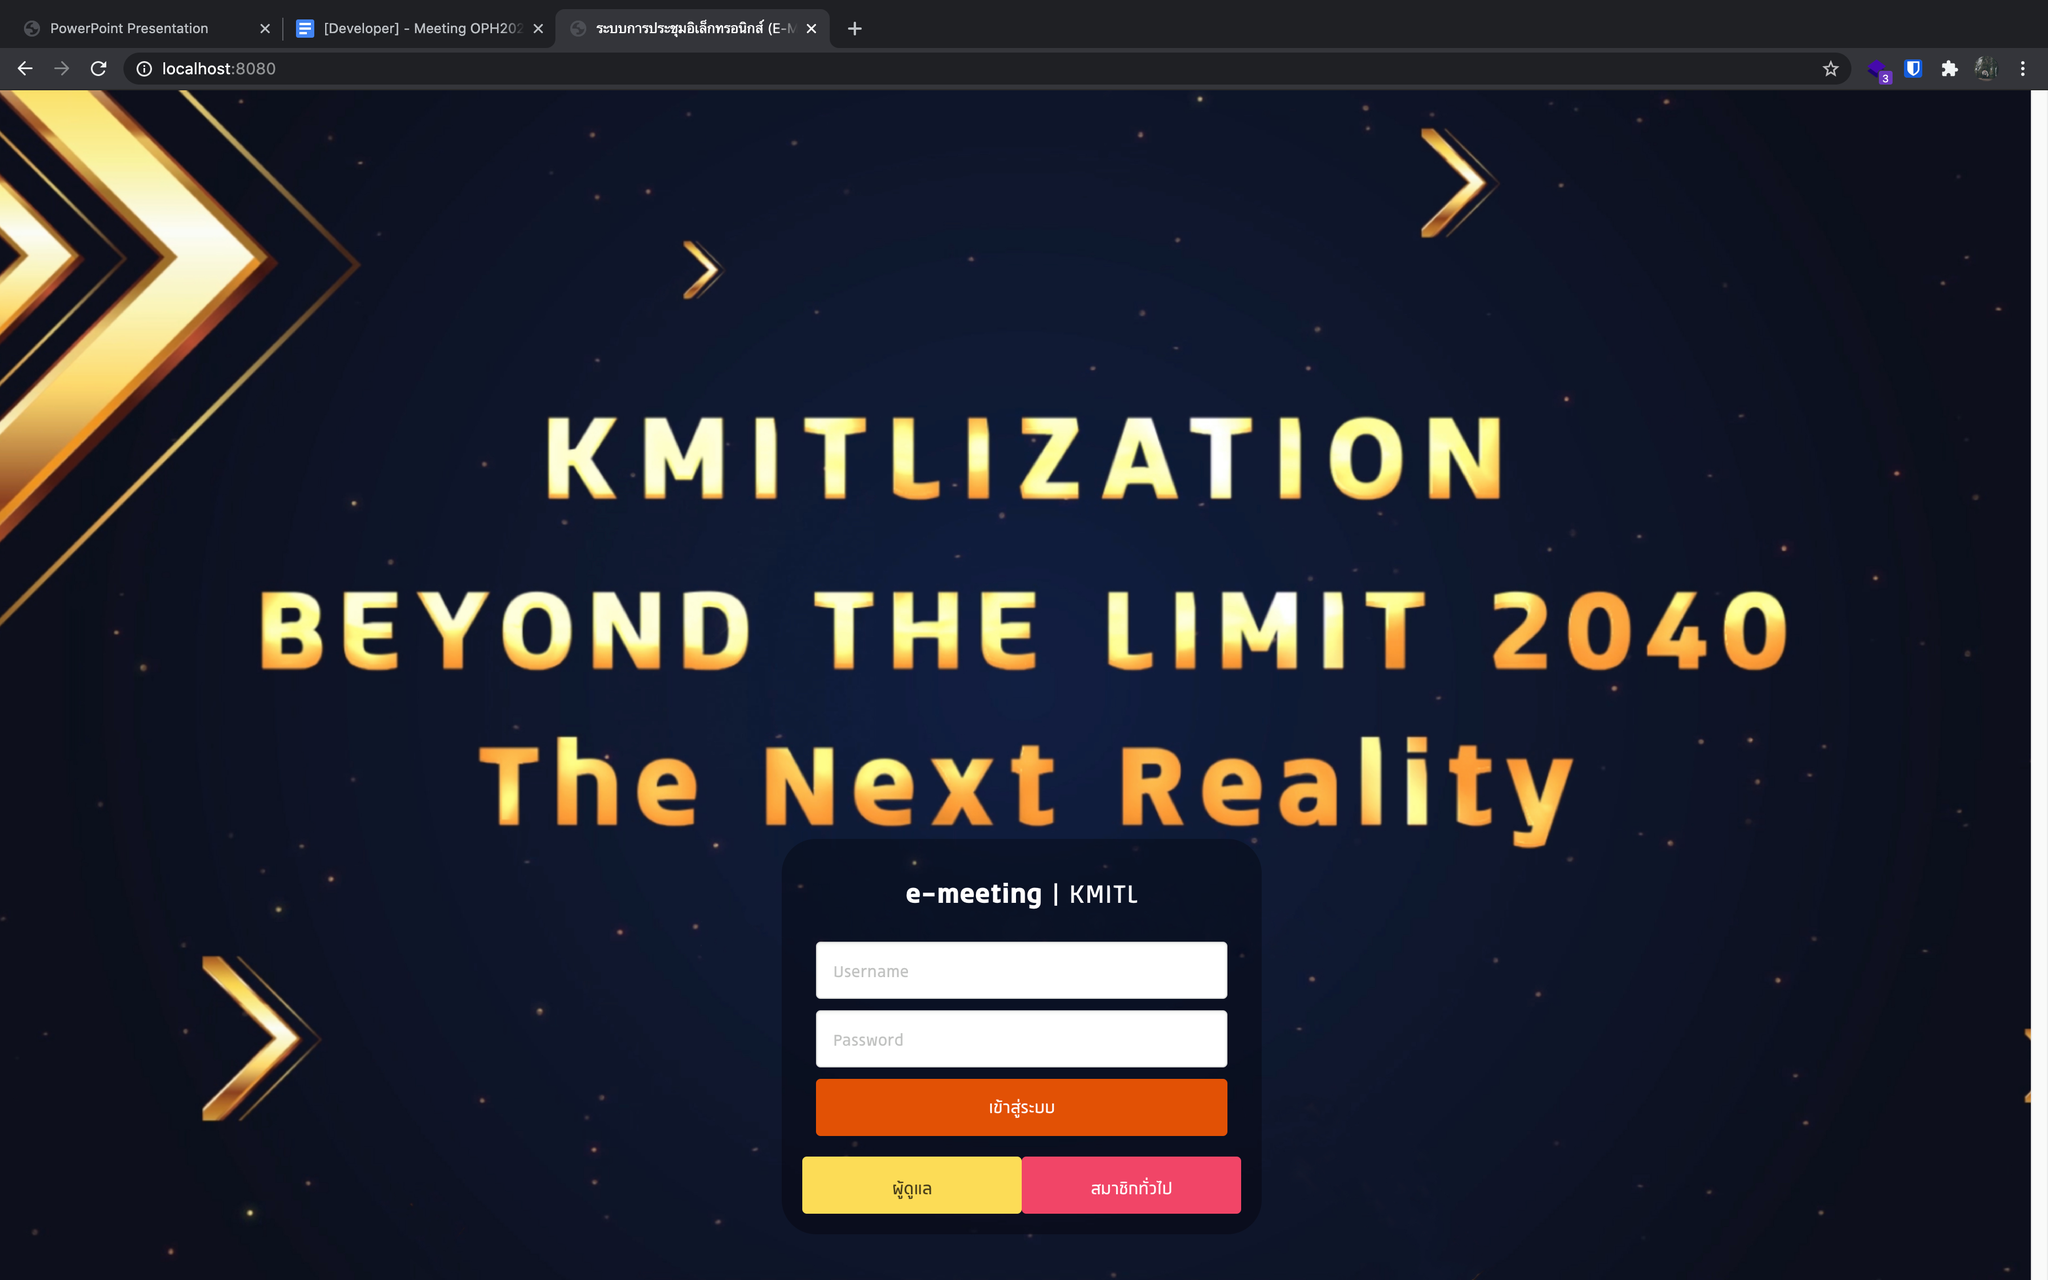 PowerPoint Presentation
[Developer] - Meeting OPH202
ระบบการประชุมอิเล็กทรอนิกส์ (E-M
localhost:8080
3
KMITLIZATION
BEYOND THE LIMIT 2040
The Next Reality
e-meeting | KMITL
Username
Password
เข้าสู่ระบบ
ผู้ดูแล
สมาชิกทั่วไป